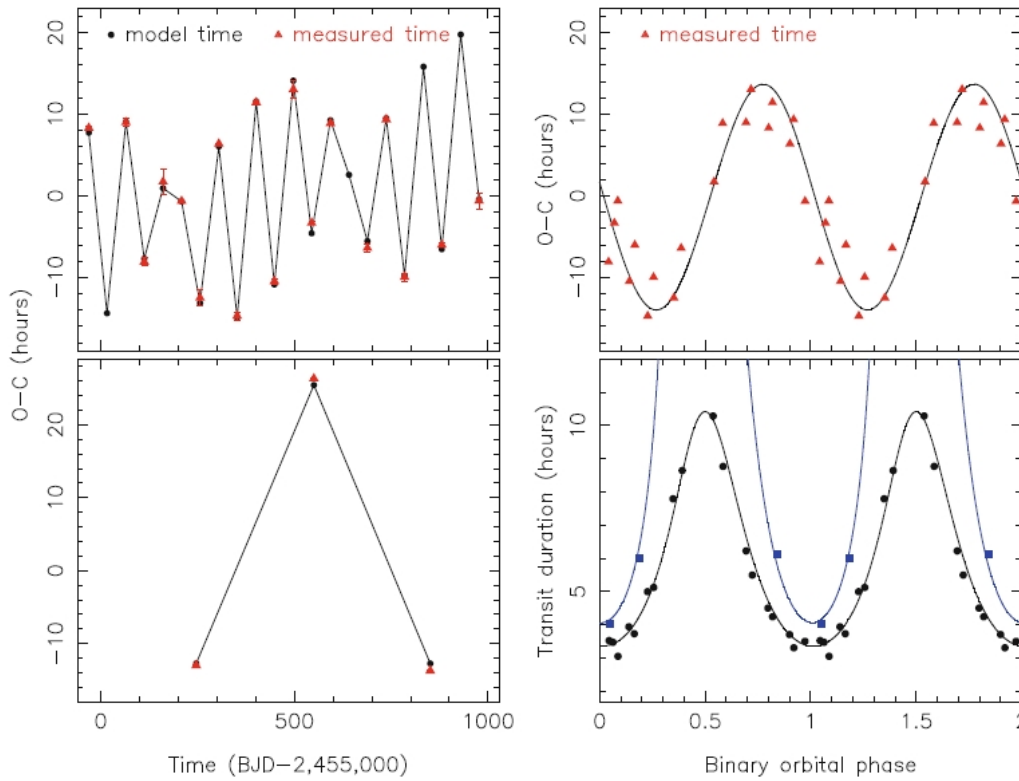 model time measured time
20
10
0
−10
O−C (hours)
20
10
0
−10
0 500 1000
Time (BJD−2,455,000)
measured time
20
10
0
−10
O−C (hours)
10
5
Transit duration (hours)
0 0.5 1 1.5 2
Binary orbital phase